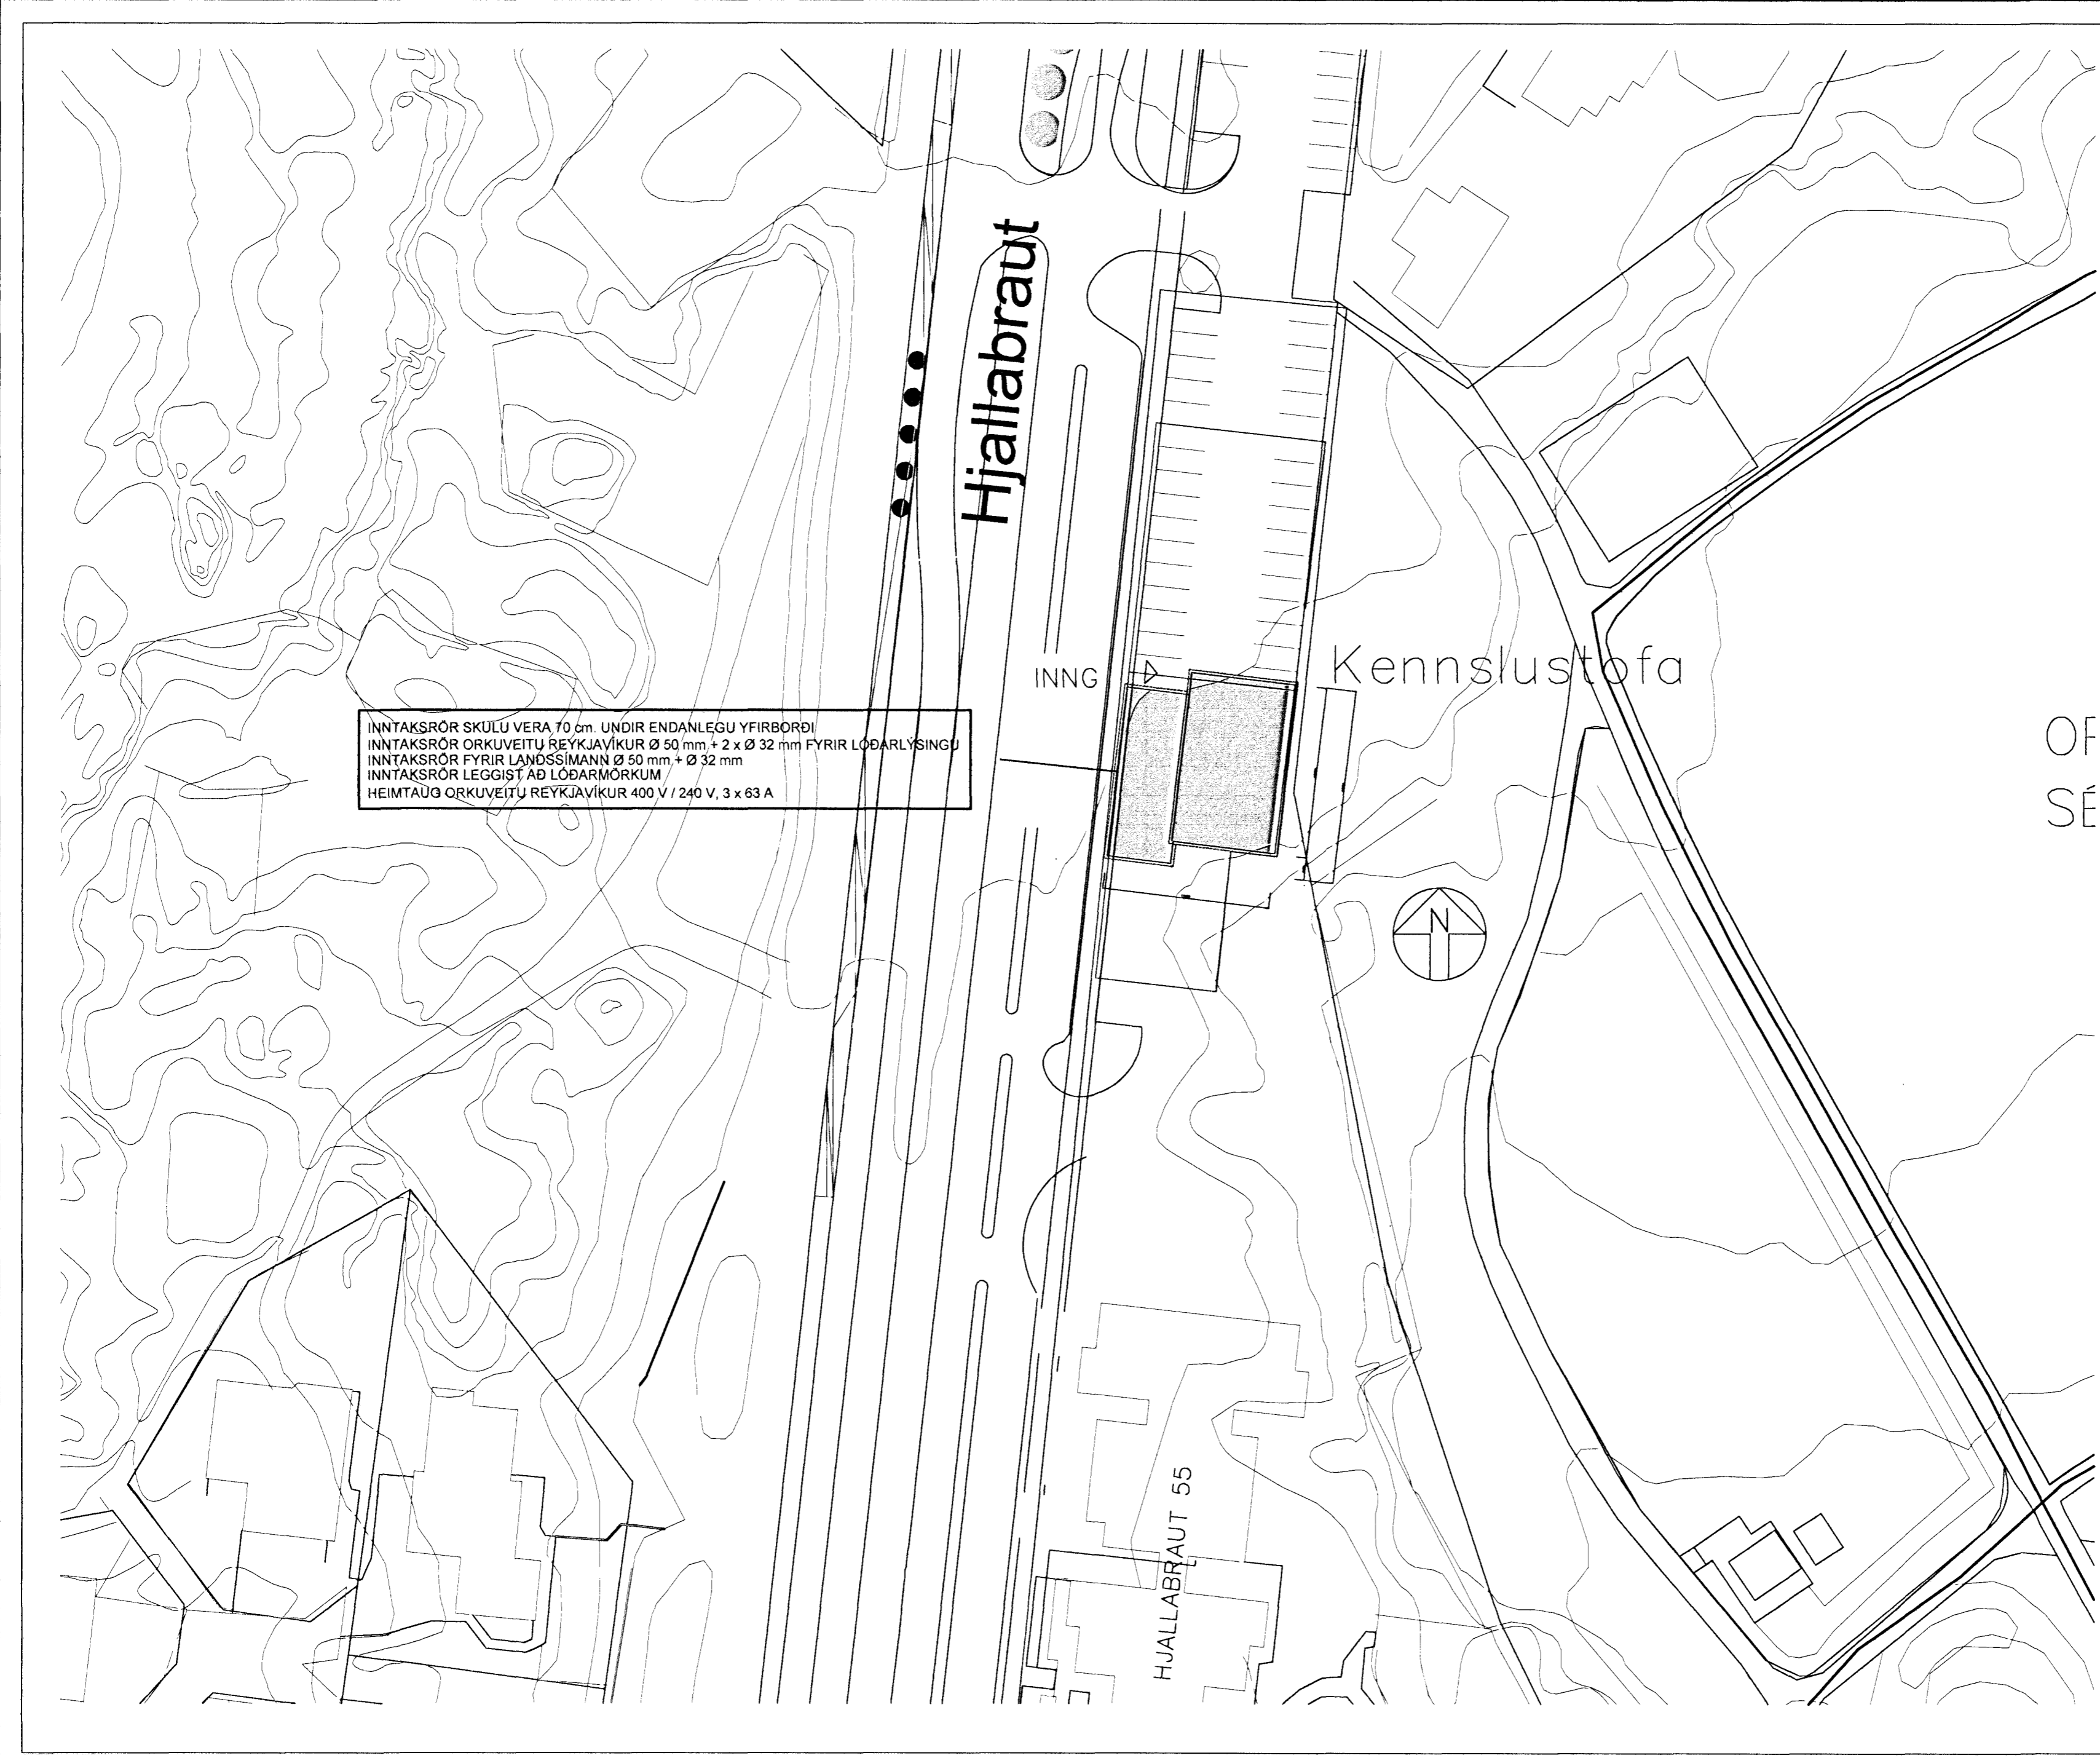 Hjallabraut
INNG
Kennslustofa
INNTAKSRÖR SKULU VERA 70 cm. UNDIR ENDANLEGU YFIRBORÐI
INNTAKSRÖR ORKUVEITU REYKJAVÍKUR Ø 50 mm + 2 x Ø 32 mm FYRIR LÓÐARLÝSINGU
INNTAKSRÖR FYRIR LANDSSÍMANN Ø 50 mm + Ø 32 mm
INNTAKSRÖR LEGGIST AÐ LÓÐARMÖRKUM
HEIMTAUG ORKUVEITU REYKJAVÍKUR 400 V / 240 V, 3 x 63 A
SÉ
N
HJALLABRAUT 55